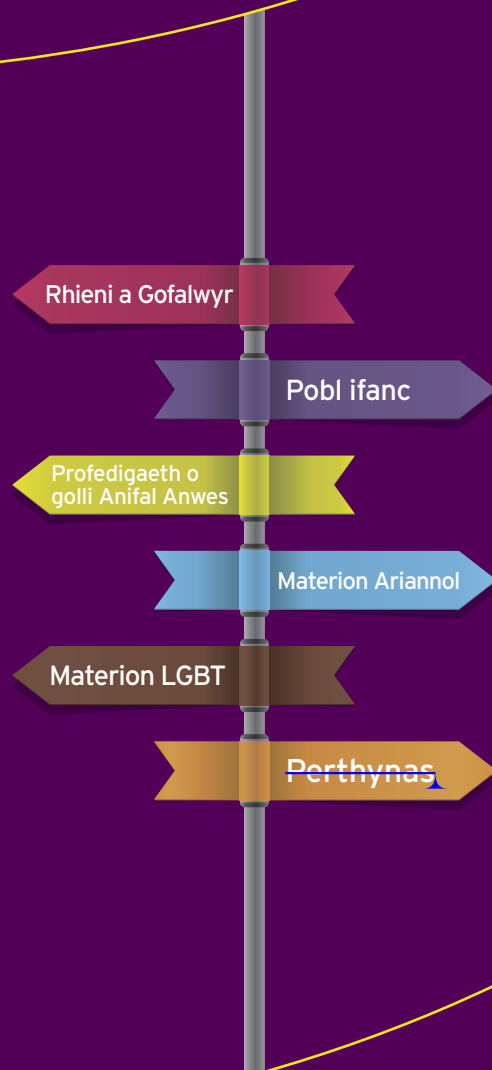 Rhieni a Gofalwyr
Pobl ifanc
Profedigaeth o
golli Anifal Anwes
Materion Ariannol
Materion LGBT
Perthynas